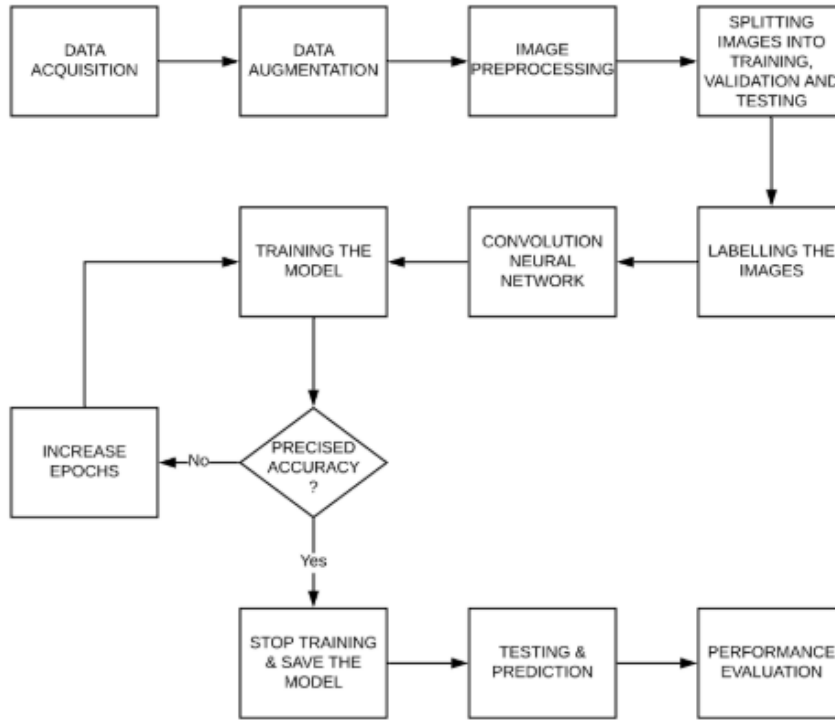 DATA
ACQUISITION
DATA
AUGMENTATION
IMAGE
PREPROCESSING
SPLITTING
IMAGES INTO
TRAINING,
VALIDATION AND
TESTING
LABELLING THE
IMAGES
CONVOLUTION
NEURAL
NETWORK
TRAINING THE
MODEL
PRECISED
ACCURACY
?
No
INCREASE
EPOCHS
Yes
STOP TRAINING
& SAVE THE
MODEL
TESTING &
PREDICTION
PERFORMANCE
EVALUATION